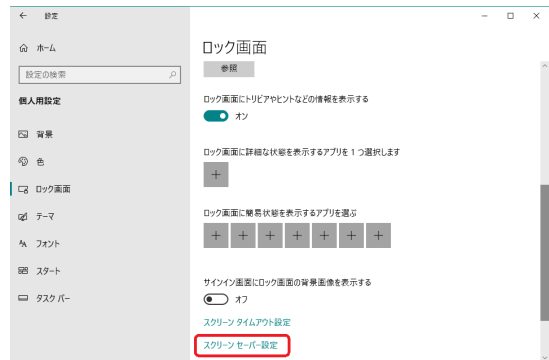 設定
ホーム
設定の検索
個人用設定
背景
色
ロック画面
テーマ
フォント
スタート
タスク バー
ロック画面
参照
ロック画面にトリビアやヒントなどの情報を表示する
オン
ロック画面に詳細な状態を表示するアプリを 1 つ選択します
ロック画面に簡易状態を表示するアプリを選ぶ
サインイン画面にロック画面の背景画像を表示する
オフ
スクリーン タイムアウト設定
スクリーン セーバー設定